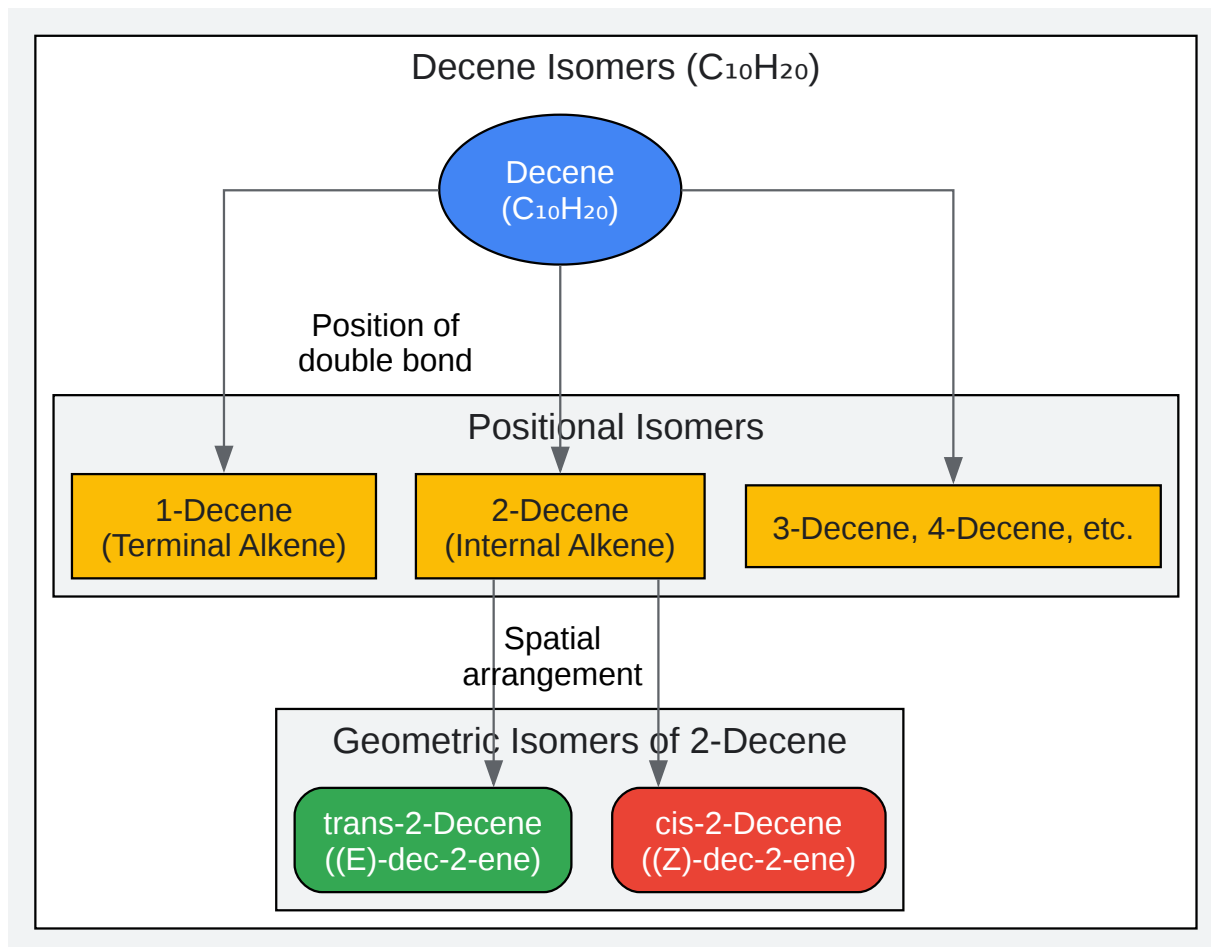 Decene Isomers (C₁₀H₂₀)
Decene
(C₁₀H₂₀)
Position of
double bond
Positional Isomers
1-Decene
(Terminal Alkene)
2-Decene
(Internal Alkene)
3-Decene, 4-Decene, etc.
Spatial
arrangement
Geometric Isomers of 2-Decene
trans-2-Decene
((E)-dec-2-ene)
cis-2-Decene
((Z)-dec-2-ene)